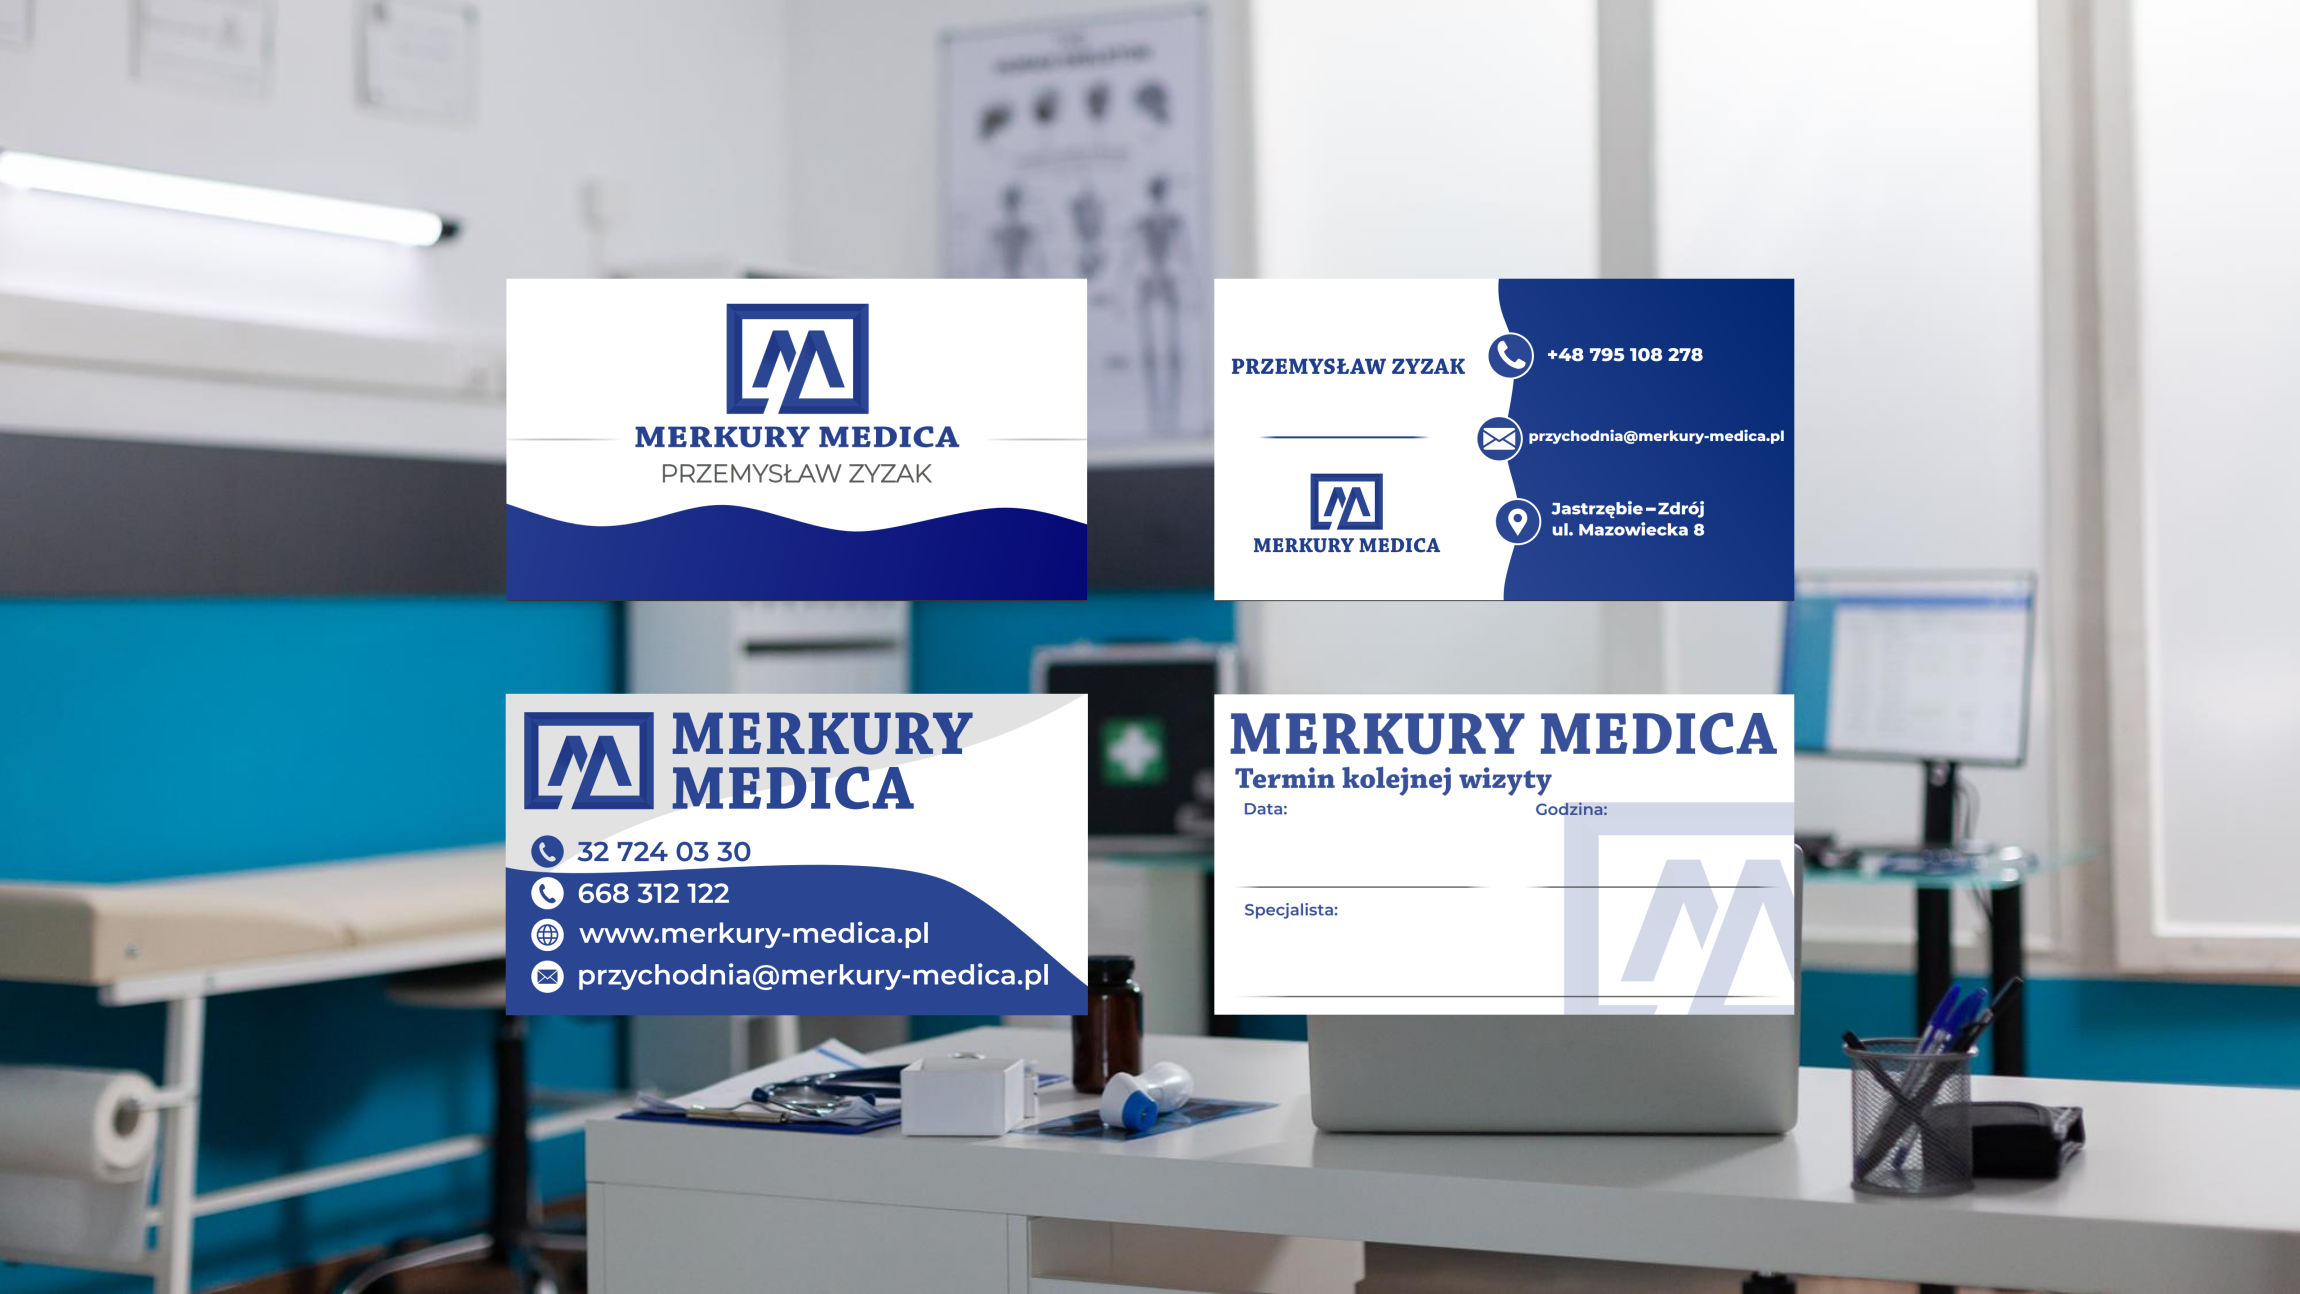 MERKURY MEDICA
PRZEMYSŁAW ZYZAK
PRZEMYSŁAW ZYZAK
MERKURY MEDICA
+48 795 108 278
przychodnia@merkury-medica.pl
Jastrzębie-Zdrój
ul. Mazowiecka 8
MERKURY
MEDICA
32 724 03 30
668 312 122
www.merkury-medica.pl
przychodnia@merkury-medica.pl
MERKURY MEDICA
Termin kolejnej wizyty
Data:
Godzina:
Specjalista: